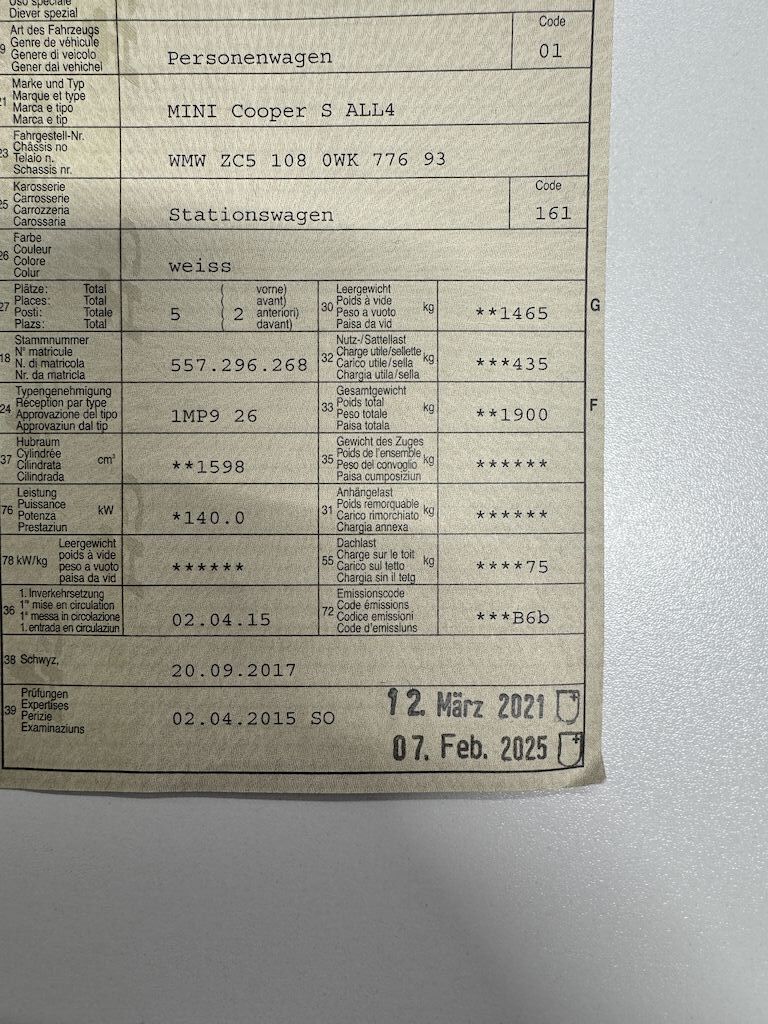 Uso speciale
Diever spezial
Art des Fahrzeugs
9 Genre de véhicule
Genere di veicolo
Gener dal vehichel
Personenwagen
Code
01
Marke und Typ
21 Marque et type
Marca e tipo
Marca e tip
MINI Cooper S ALL4
Fahrgestell-Nr.
23 Châssis no
Telaio n.
Schassis nr.
WMW ZC5 108 0WK 776 93
Karosserie
25 Carrosserie
Carrozzeria
Carossaria
Stationswagen
Code
161
Farbe
26 Couleur
Colore
Colur
weiss
Plätze: Total
27 Places: Total
Posti: Totale
Plazs: Total
5 ( 2
vorne)
avant)
anteriori)
davant)
Leergewicht
30 Poids à vide kg
Peso a vuoto
Paisa da vid
**1465
G
Stammnummer
18 N° matricule
N. di matricola
Nr. da matricla
557.296.268
Nutz-/Sattellast
32 Charge utile/sellette kg
Carico utile/sella
Chargia utila/sella
***435
Typengenehmigung
24 Réception par type
Approvazione del tipo
Approvaziun dal tip
1MP9 26
Gesamtgewicht
33 Poids total kg
Peso totale
Paisa totala
**1900
F
Hubraum
37 Cylindrée cm³
Cilindrata
Cilindrada
**1598
Gewicht des Zuges
35 Poids de l'ensemble kg
Peso del convoglio
Paisa cumposiziun
******
Leistung
76 Puissance kW
Potenza
Prestaziun
*140.0
Anhängelast
31 Poids remorquable kg
Carico rimorchiato
Chargia annexa
******
Leergewicht
78 kW/kg poids à vide
peso a vuoto
paisa da vid
******
Dachlast
55 Charge sur le toit kg
Carico sul tetto
Chargia sin il tetg
****75
1. Inverkehrsetzung
36 1re mise en circulation
1a messa in circolazione
1. entrada en circulaziun
02.04.15
Emissionscode
72 Code émissions
Codice emissioni
Code d'emissiuns
***B6b
38 Schwyz,
20.09.2017
Prüfungen
39 Expertises
Perizie
Examinaziuns
02.04.2015 SO
12. März 2021
07. Feb. 2025